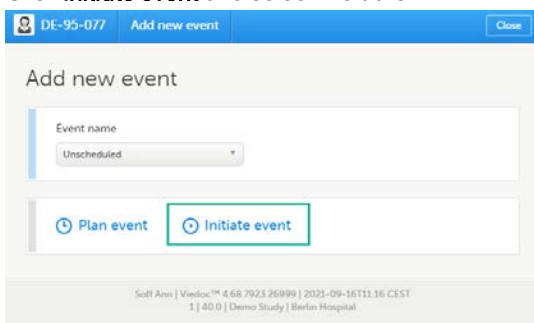 DE-95-077 Add new event Close
Add new event
Event name
Unscheduled
Plan event Initiate event
Soff Ann | Viedoc™ 4.68.7923.26999 | 2021-09-16T11:16 CEST
1 | 40.0 | Demo Study | Berlin Hospital